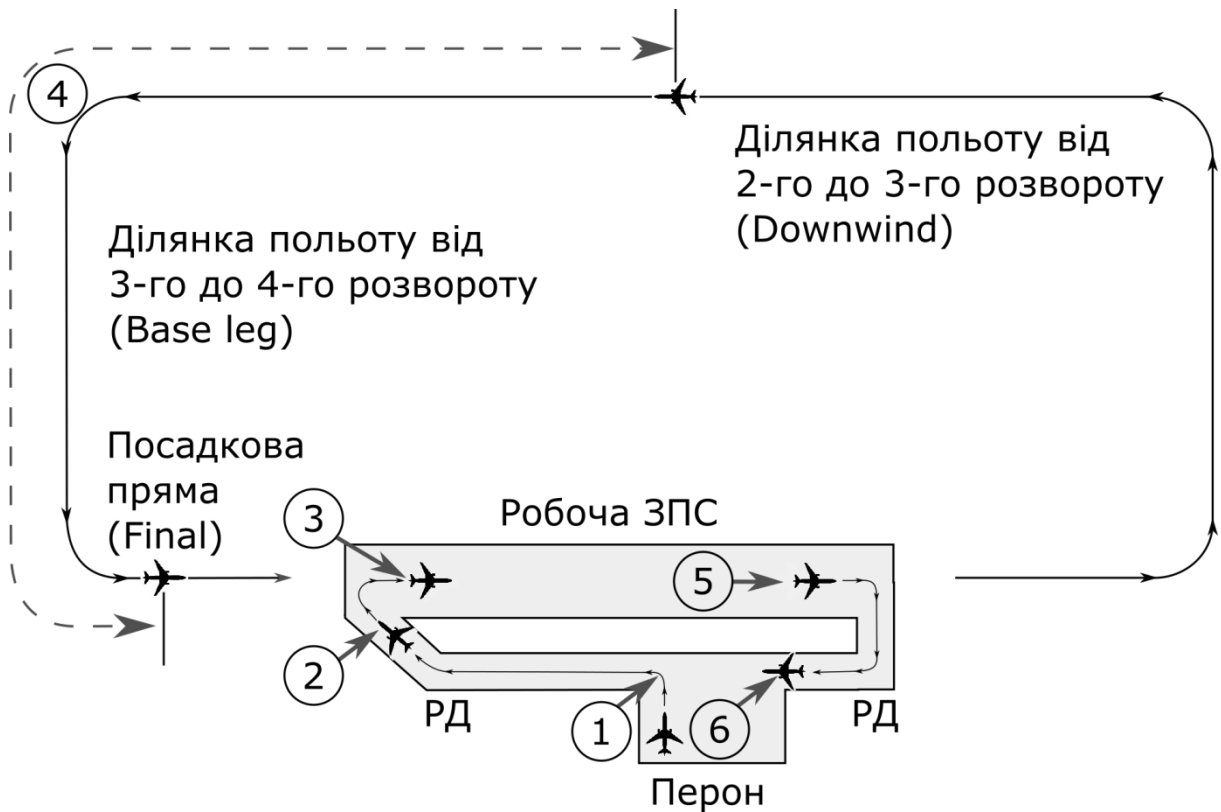 4
Ділянка польоту від
2-го до 3-го розвороту
(Downwind)
Ділянка польоту від
3-го до 4-го розвороту
(Base leg)
Посадкова
пряма
(Final)
3
Робоча ЗПС
5
2
1
6
РД
РД
Перон